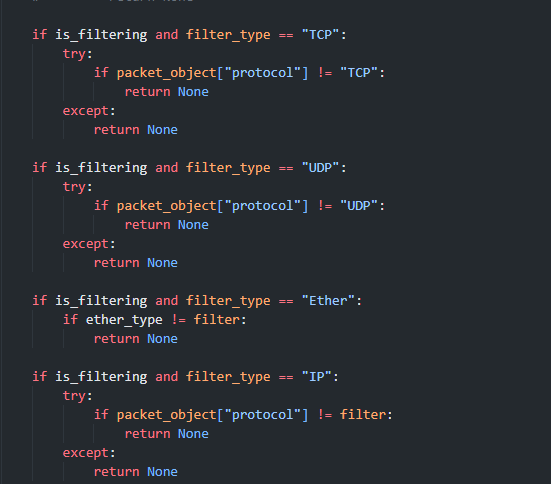 if is_filtering and filter_type == "TCP":
try:
if packet_object["protocol"] != "TCP":
return None
except:
return None
if is_filtering and filter_type == "UDP":
try:
if packet_object["protocol"] != "UDP":
return None
except:
return None
if is_filtering and filter_type == "Ether":
if ether_type != filter:
return None
if is_filtering and filter_type == "IP":
try:
if packet_object["protocol"] != filter:
return None
except:
return None